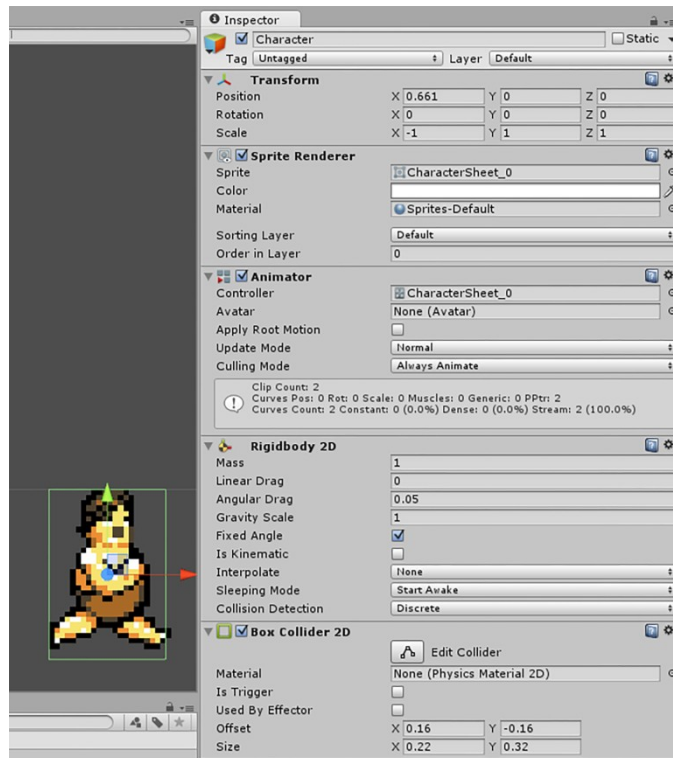 Inspector
Character
Static
Tag Untagged Layer Default
Transform
Position X 0.661 Y 0 Z 0
Rotation X 0 Y 0 Z 0
Scale X -1 Y 1 Z 1
Sprite Renderer
Sprite CharacterSheet_0
Color
Material Sprites-Default
Sorting Layer Default
Order in Layer 0
Animator
Controller CharacterSheet_0
Avatar None (Avatar)
Apply Root Motion
Update Mode Normal
Culling Mode Always Animate
Clip Count: 2
Curves Pos: 0 Rot: 0 Scale: 0 Muscles: 0 Generic: 0 PPtr: 2
Curves Count: 2 Constant: 0 (0.0%) Dense: 0 (0.0%) Stream: 2 (100.0%)
Rigidbody 2D
Mass 1
Linear Drag 0
Angular Drag 0.05
Gravity Scale 1
Fixed Angle
Is Kinematic
Interpolate None
Sleeping Mode Start Awake
Collision Detection Discrete
Box Collider 2D
Edit Collider
Material None (Physics Material 2D)
Is Trigger
Used By Effector
Offset X 0.16 Y -0.16
Size X 0.22 Y 0.32